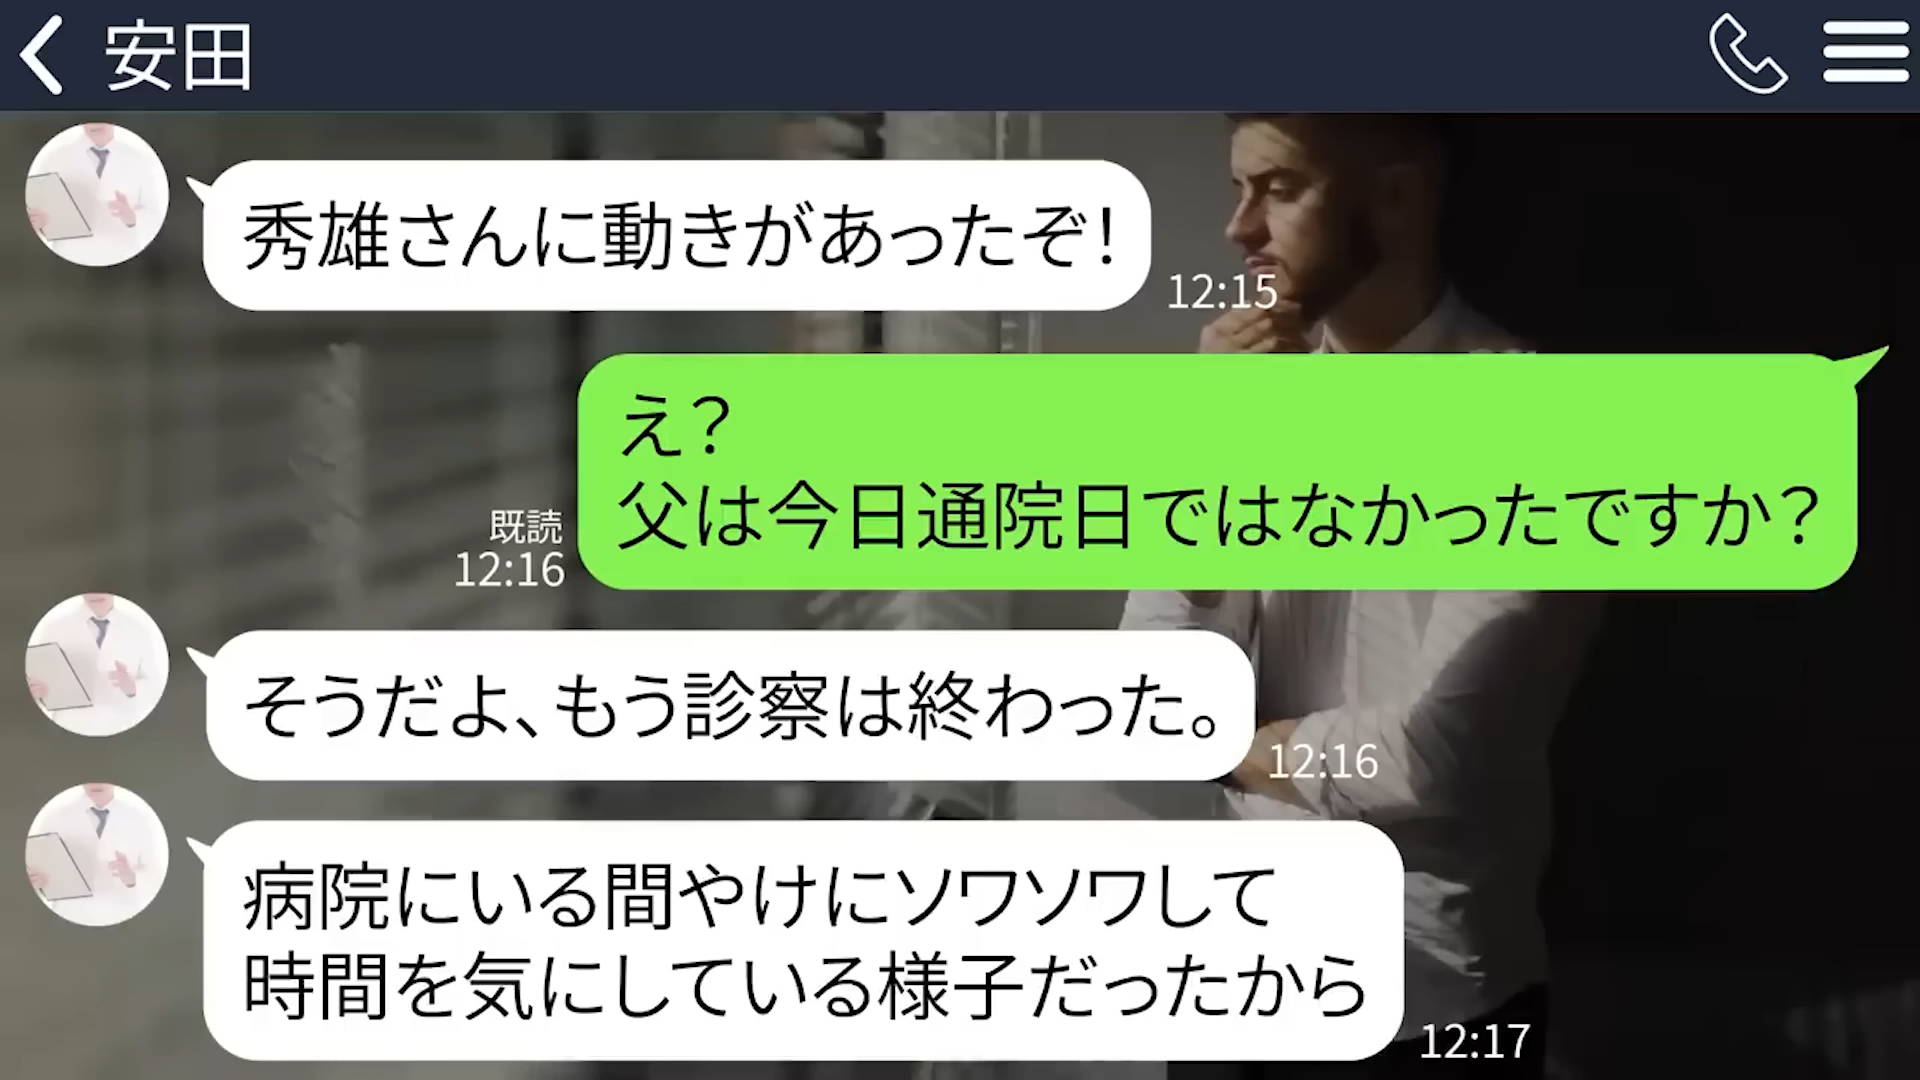 安田
秀雄さんに動きがあったぞ!
12:15
え?
父は今日通院日ではなかったですか?
既読
12:16
そうだよ、もう診察は終わった。
12:16
病院にいる間やけにソワソワして
時間を気にしている様子だったから
12:17